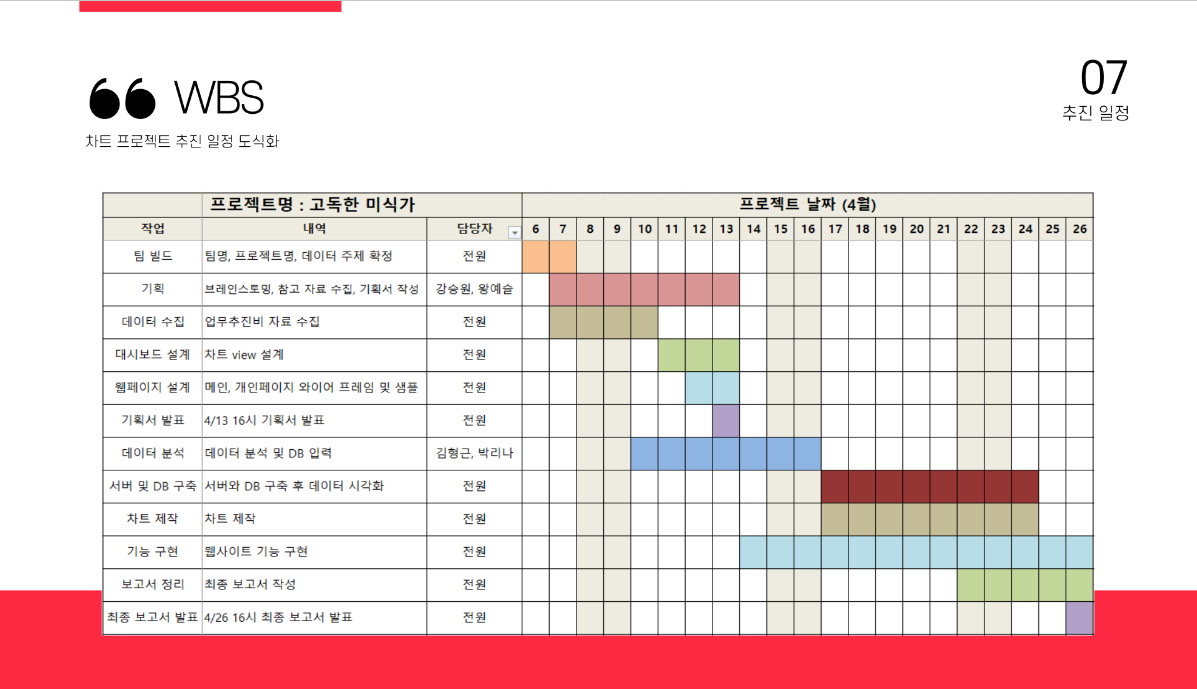 WBS
차트 프로젝트 추진 일정 도식화
07
추진 일정
프로젝트명 : 고독한 미식가 프로젝트 날짜 (4월)
작업 내역 담당자 6 7 8 9 10 11 12 13 14 15 16 17 18 19 20 21 22 23 24 25 26
팀 빌드 팀명, 프로젝트명, 데이터 주제 확정 전원
기획 브레인스토밍, 참고 자료 수집, 기획서 작성 강승원, 왕예슬
데이터 수집 업무추진비 자료 수집 전원
대시보드 설계 차트 view 설계 전원
웹페이지 설계 메인, 개인페이지 와이어 프레임 및 샘플 전원
기획서 발표 4/13 16시 기획서 발표 전원
데이터 분석 데이터 분석 및 DB 입력 김형근, 박리나
서버 및 DB 구축 서버와 DB 구축 후 데이터 시각화 전원
차트 제작 차트 제작 전원
기능 구현 웹사이트 기능 구현 전원
보고서 정리 최종 보고서 작성 전원
최종 보고서 발표 4/26 16시 최종 보고서 발표 전원